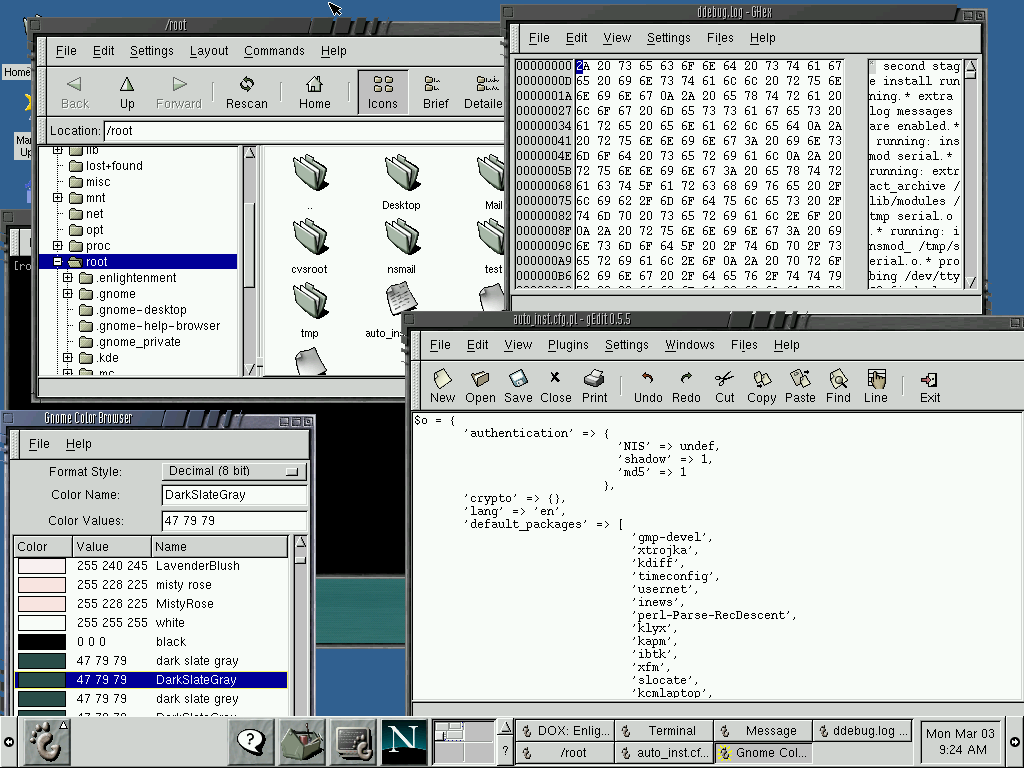 /root
File Edit Settings Layout Commands Help
Back Up Forward Rescan Home Icons Brief Detaile
Location: /root
lib
lost+found
misc
mnt
net
opt
proc
root
.enlightenment
.gnome
.gnome-desktop
.gnome-help-browser
.gnome_private
.kde
.mc
.. Desktop Mail
cvsroot nsmail test
tmp auto_ins
Home
ddebug.log - GHex
File Edit View Settings Files Help
00000000 2A 20 73 65 63 6F 6E 64 20 73 74 61 67 * second stag
0000000D 65 20 69 6E 73 74 61 6C 6C 20 72 75 6E e install run
0000001A 6E 69 6E 67 0A 2A 20 65 78 74 72 61 20 ning.* extra
00000027 6C 6F 67 20 6D 65 73 73 61 67 65 73 20 log messages
00000034 61 72 65 20 65 6E 61 62 6C 65 64 0A 2A are enabled.*
00000041 20 72 75 6E 6E 69 6E 67 3A 20 69 6E 73 running: ins
0000004E 6D 6F 64 20 73 65 72 69 61 6C 0A 2A 20 mod serial.*
0000005B 72 75 6E 6E 69 6E 67 3A 20 65 78 74 72 running: extr
00000068 61 63 74 5F 61 72 63 68 69 76 65 20 2F act_archive /
00000075 6C 69 62 2F 6D 6F 64 75 6C 65 73 20 2F lib/modules /
00000082 74 6D 70 20 73 65 72 69 61 6C 2E 6F 20 tmp serial.o
0000008F 0A 2A 20 72 75 6E 6E 69 6E 67 3A 20 69 .* running: i
0000009C 6E 73 6D 6F 64 5F 20 2F 74 6D 70 2F 73 nsmod_ /tmp/s
000000A9 65 72 69 61 6C 2E 6F 0A 2A 20 70 72 6F erial.o.* pro
000000B6 62 69 6E 67 20 2F 64 65 76 2F 74 74 79 bing /dev/tty
auto_inst.cfg.pl - gEdit 0.5.5
File Edit View Plugins Settings Windows Files Help
New Open Save Close Print Undo Redo Cut Copy Paste Find Line Exit
$o = {
'authentication' => {
'NIS' => undef,
'shadow' => 1,
'md5' => 1
},
'crypto' => {},
'lang' => 'en',
'default_packages' => [
'gmp-devel',
'xtrojka',
'kdiff',
'timeconfig',
'usernet',
'inews',
'perl-Parse-RecDescent',
'klyx',
'kapm',
'ibtk',
'xfm',
'slocate',
'kcmlaptop',
Gnome Color Browser
File Help
Format Style: Decimal (8 bit)
Color Name: DarkSlateGray
Color Values: 47 79 79
Color Value Name
255 240 245 LavenderBlush
255 228 225 misty rose
255 228 225 MistyRose
255 255 255 white
0 0 0 black
47 79 79 dark slate gray
47 79 79 DarkSlateGray
47 79 79 dark slate grey
47 79 79 DarkSlateGrey
? N ?
DOX: Enlig... Terminal Message ddebug.log ...
/root auto_inst.cf... Gnome Col...
Mon Mar 03
9:24 AM